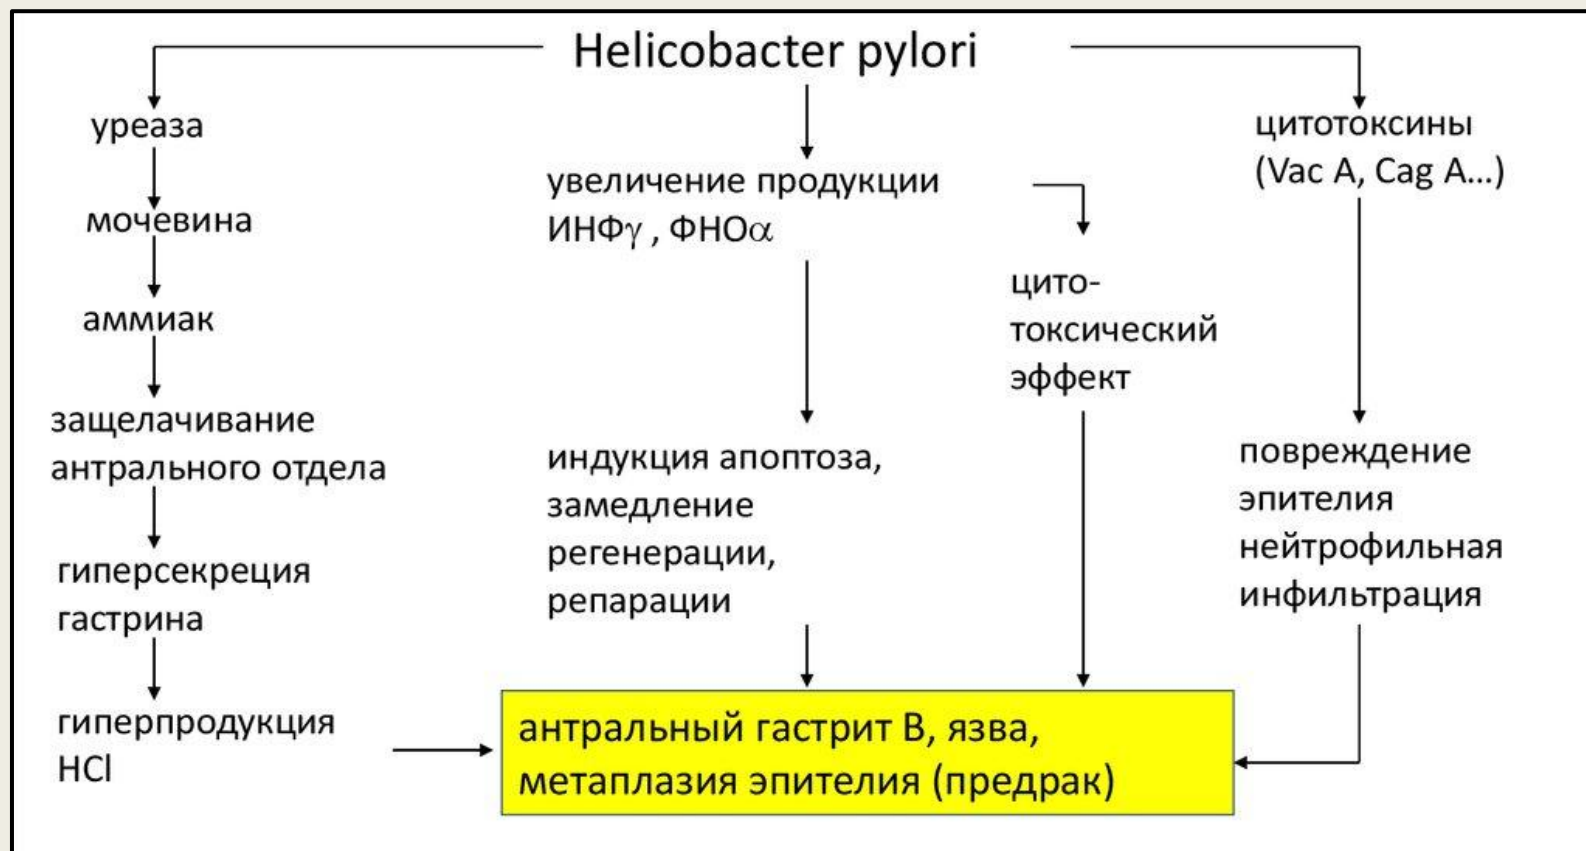 Helicobacter pylori
уреаза
мочевина
аммиак
защелачивание
антрального отдела
гиперсекреция
гастрина
гиперпродукция
HCl
увеличение продукции
ИНФγ , ФНОα
индукция апоптоза,
замедление
регенерации,
репарации
цито-
токсический
эффект
цитотоксины
(Vac A, Cag A...)
повреждение
эпителия
нейтрофильная
инфильтрация
антральный гастрит В, язва,
метаплазия эпителия (предрак)